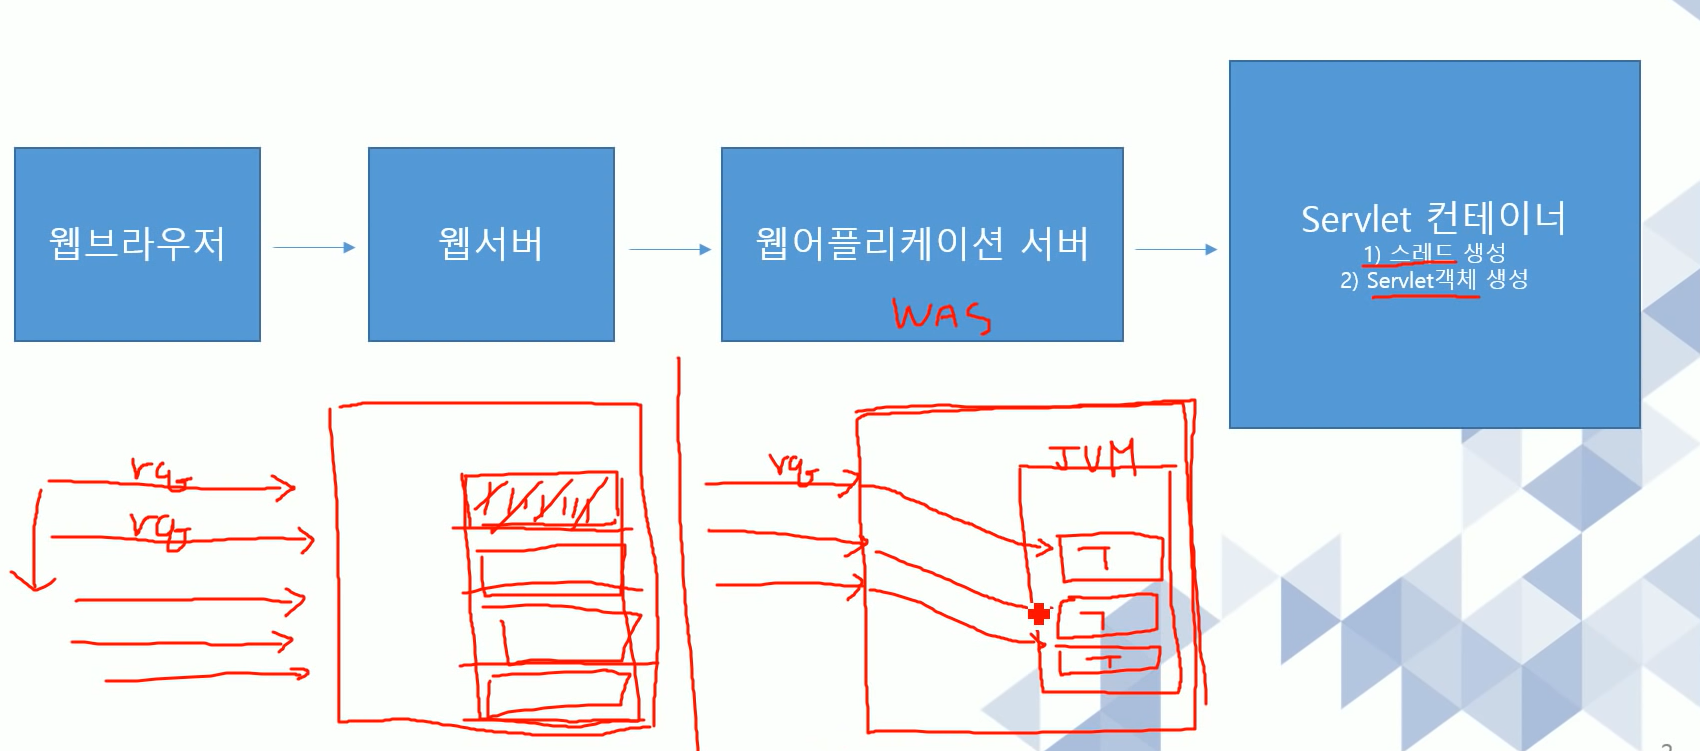 웹브라우저
웹서버
웹어플리케이션 서버
WAS
Servlet 컨테이너
1) 스레드 생성
2) Servlet객체 생성
rq
rq
rq
JVM
T
T
T
2